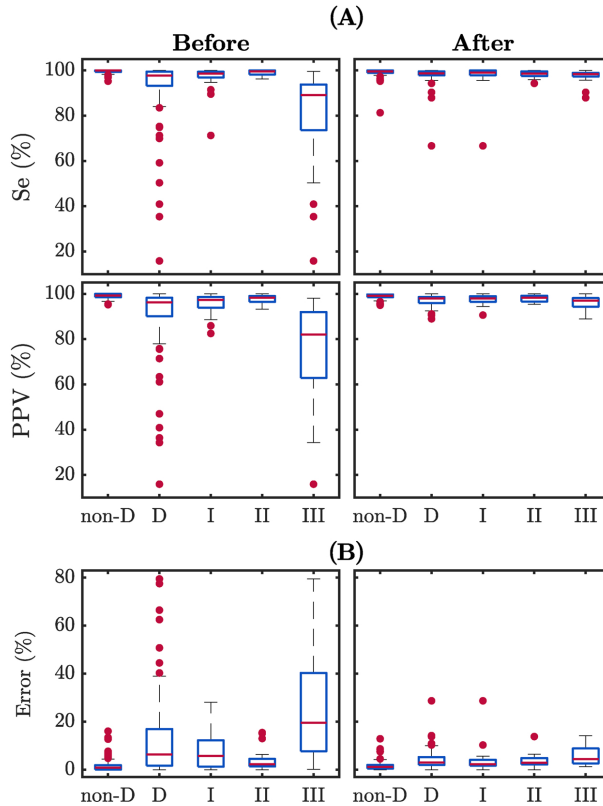 (A)
Before After
Se (%)
100
80
60
40
20
PPV (%)
100
80
60
40
20
non-D D I II III non-D D I II III
(B)
Error (%)
80
60
40
20
0
non-D D I II III non-D D I II III